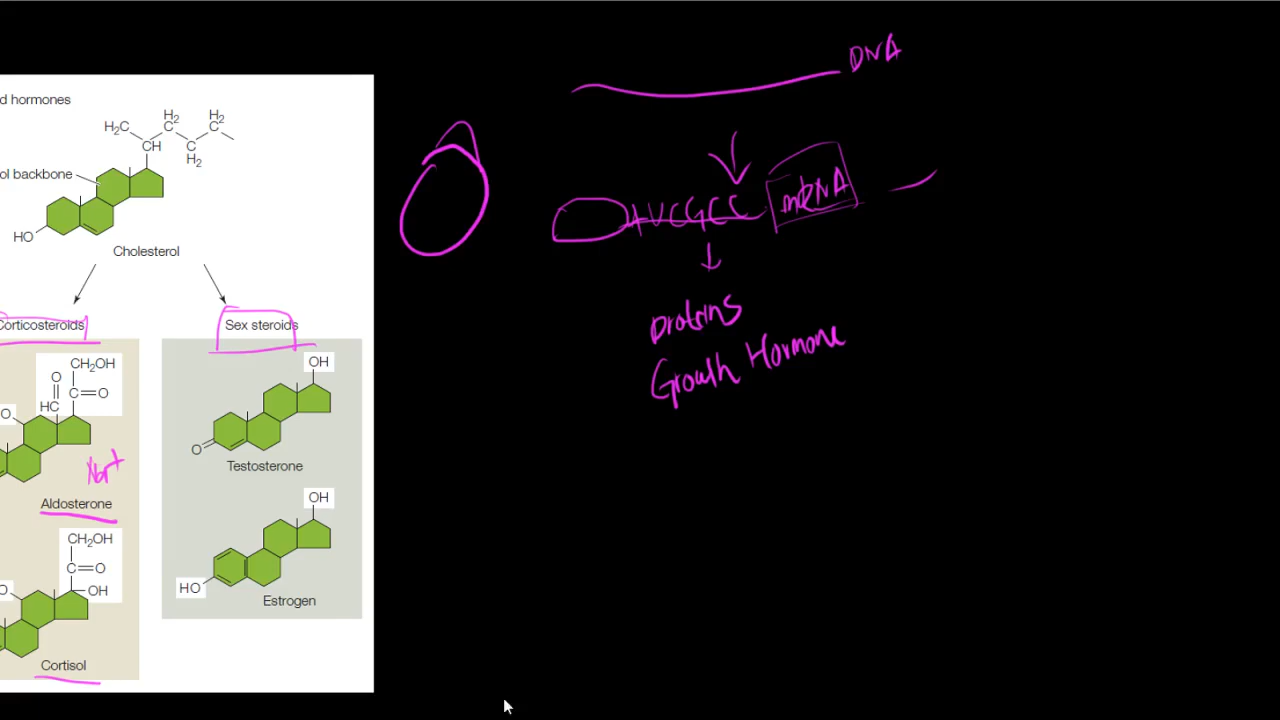 d hormones
H₂C
H₂
C
H₂
C
CH
C
H₂
ol backbone
HO
Cholesterol
Corticosteroids
Sex steroids
CH₂OH
O
C=O
HC
O
Aldosterone
OH
O
Testosterone
OH
HO
Estrogen
CH₂OH
C=O
OH
O
Cortisol
DNA
mRNA
Proteins
Growth Hormone